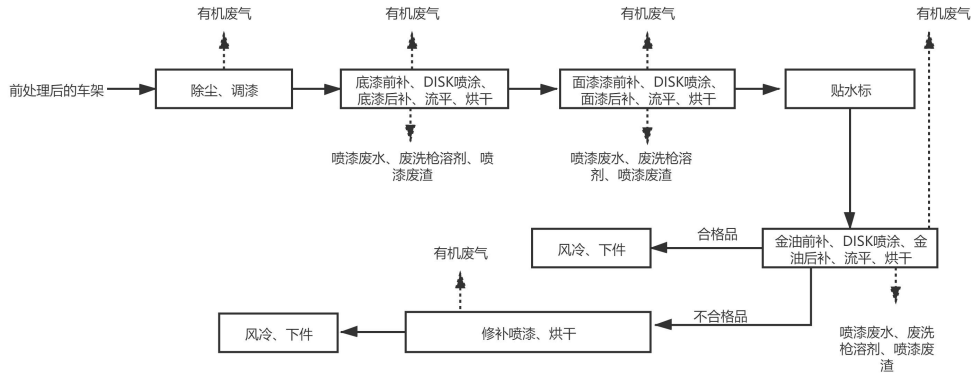 有机废气
有机废气
有机废气
有机废气
前处理后的车架
除尘、调漆
底漆前补、DISK喷涂、
底漆后补、流平、烘干
面漆漆前补、DISK喷涂、
面漆后补、流平、烘干
贴水标
喷漆废水、废洗枪溶剂、喷
漆废渣
喷漆废水、废洗枪溶
剂、喷漆废渣
合格品
风冷、下件
金油前补、DISK喷涂、金
油后补、流平、烘干
有机废气
不合格品
风冷、下件
修补喷漆、烘干
喷漆废水、废洗
枪溶剂、喷漆废
渣